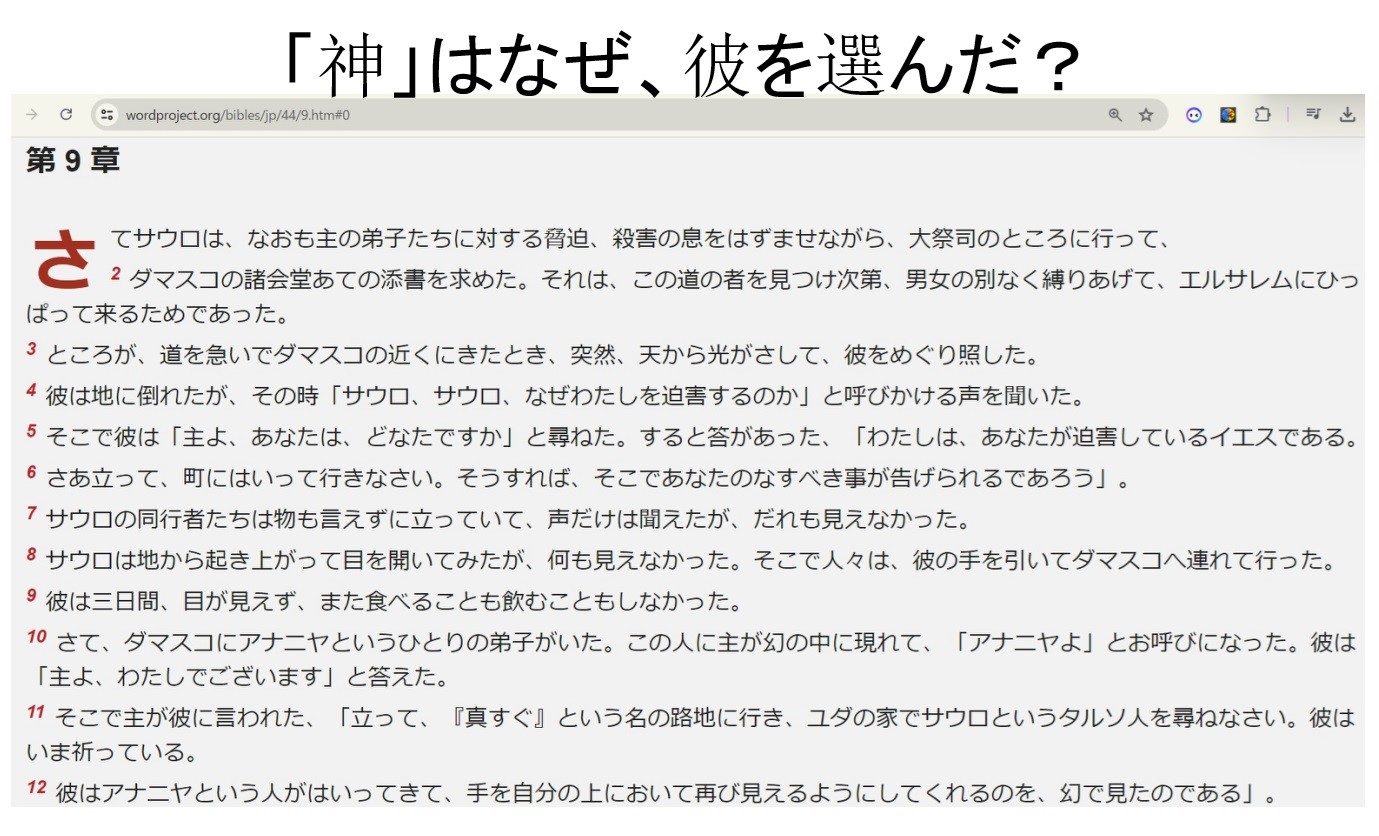 「神」はなぜ、彼を選んだ？
wordproject.org/bibles/jp/44/9.htm#0
第 9 章
さてサウロは、なおも主の弟子たちに対する脅迫、殺害の息をはずませながら、大祭司のところに行って、
2 ダマスコの諸会堂あての添書を求めた。それは、この道の者を見つけ次第、男女の別なく縛りあげて、エルサレムにひっ
ぱって来るためであった。
3 ところが、道を急いでダマスコの近くにきたとき、突然、天から光がさして、彼をめぐり照した。
4 彼は地に倒れたが、その時「サウロ、サウロ、なぜわたしを迫害するのか」と呼びかける声を聞いた。
5 そこで彼は「主よ、あなたは、どなたですか」と尋ねた。すると答があった、「わたしは、あなたが迫害しているイエスである。
6 さあ立って、町にはいって行きなさい。そうすれば、そこであなたのなすべき事が告げられるであろう」。
7 サウロの同行者たちは物も言えずに立っていて、声だけは聞えたが、だれも見えなかった。
8 サウロは地から起き上がって目を開いてみたが、何も見えなかった。そこで人々は、彼の手を引いてダマスコへ連れて行った。
9 彼は三日間、目が見えず、また食べることも飲むこともしなかった。
10 さて、ダマスコにアナニヤというひとりの弟子がいた。この人に主が幻の中に現れて、「アナニヤよ」とお呼びになった。彼は
「主よ、わたしでございます」と答えた。
11 そこで主が彼に言われた、「立って、『真すぐ』という名の路地に行き、ユダの家でサウロというタルソ人を尋ねなさい。彼は
いま祈っている。
12 彼はアナニヤという人がはいってきて、手を自分の上において再び見えるようにしてくれるのを、幻で見たのである」。